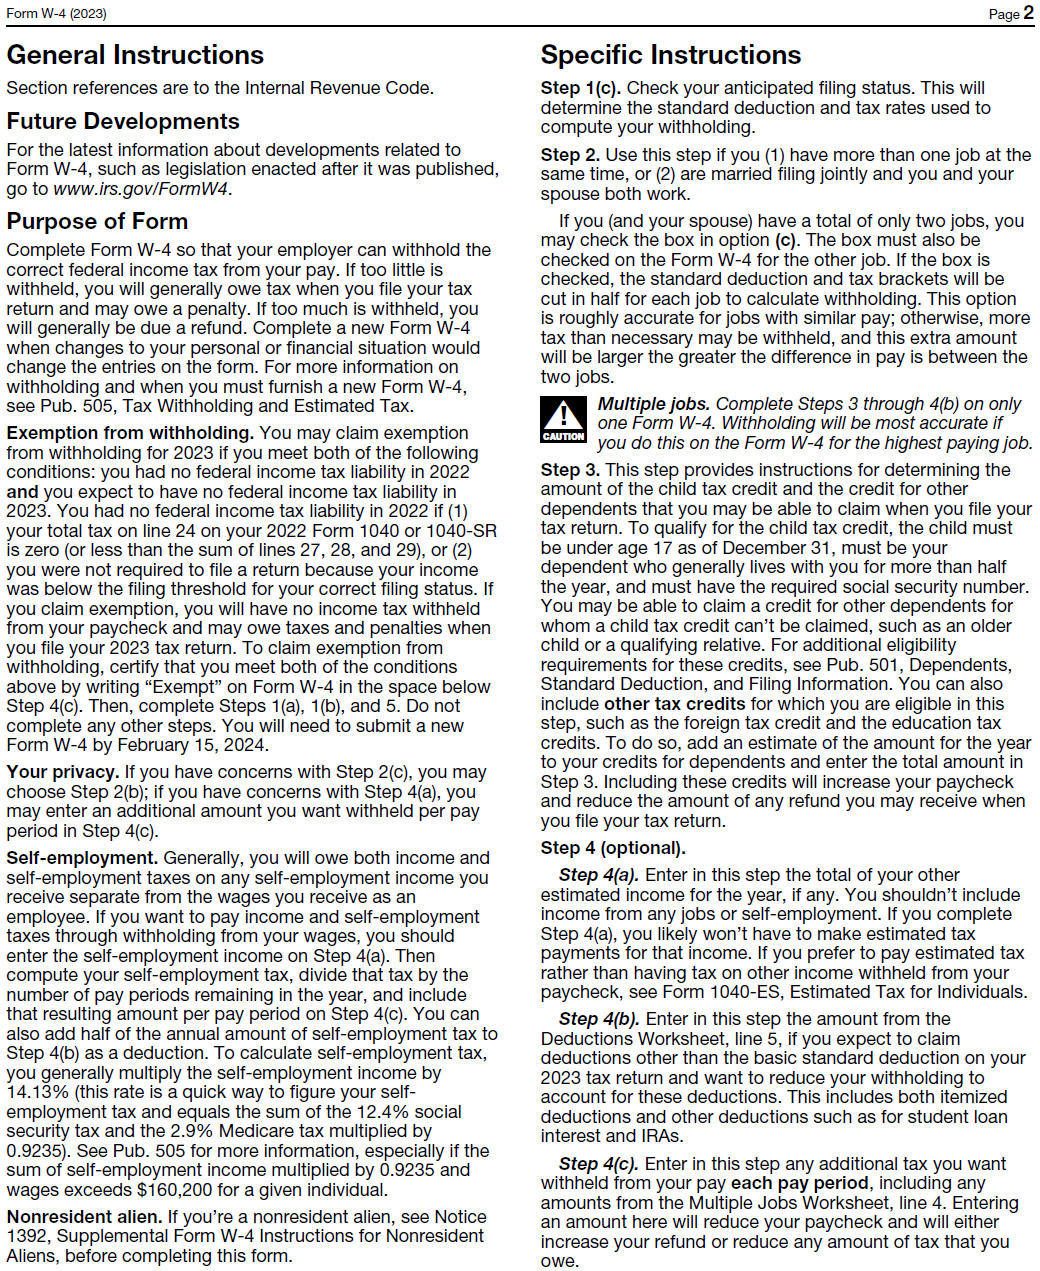 Form W-4 (2023)
Page 2
General Instructions
Section references are to the Internal Revenue Code.
Future Developments
For the latest information about developments related to
Form W-4, such as legislation enacted after it was published,
go to www.irs.gov/FormW4.
Purpose of Form
Complete Form W-4 so that your employer can withhold the
correct federal income tax from your pay. If too little is
withheld, you will generally owe tax when you file your tax
return and may owe a penalty. If too much is withheld, you
will generally be due a refund. Complete a new Form W-4
when changes to your personal or financial situation would
change the entries on the form. For more information on
withholding and when you must furnish a new Form W-4,
see Pub. 505, Tax Withholding and Estimated Tax.
Exemption from withholding. You may claim exemption
from withholding for 2023 if you meet both of the following
conditions: you had no federal income tax liability in 2022
and you expect to have no federal income tax liability in
2023. You had no federal income tax liability in 2022 if (1)
your total tax on line 24 on your 2022 Form 1040 or 1040-SR
is zero (or less than the sum of lines 27, 28, and 29), or (2)
you were not required to file a return because your income
was below the filing threshold for your correct filing status. If
you claim exemption, you will have no income tax withheld
from your paycheck and may owe taxes and penalties when
you file your 2023 tax return. To claim exemption from
withholding, certify that you meet both of the conditions
above by writing “Exempt” on Form W-4 in the space below
Step 4(c). Then, complete Steps 1(a), 1(b), and 5. Do not
complete any other steps. You will need to submit a new
Form W-4 by February 15, 2024.
Your privacy. If you have concerns with Step 2(c), you may
choose Step 2(b); if you have concerns with Step 4(a), you
may enter an additional amount you want withheld per pay
period in Step 4(c).
Self-employment. Generally, you will owe both income and
self-employment taxes on any self-employment income you
receive separate from the wages you receive as an
employee. If you want to pay income and self-employment
taxes through withholding from your wages, you should
enter the self-employment income on Step 4(a). Then
compute your self-employment tax, divide that tax by the
number of pay periods remaining in the year, and include
that resulting amount per pay period on Step 4(c). You can
also add half of the annual amount of self-employment tax to
Step 4(b) as a deduction. To calculate self-employment tax,
you generally multiply the self-employment income by
14.13% (this rate is a quick way to figure your self-
employment tax and equals the sum of the 12.4% social
security tax and the 2.9% Medicare tax multiplied by
0.9235). See Pub. 505 for more information, especially if the
sum of self-employment income multiplied by 0.9235 and
wages exceeds $160,200 for a given individual.
Nonresident alien. If you’re a nonresident alien, see Notice
1392, Supplemental Form W-4 Instructions for Nonresident
Aliens, before completing this form.
Specific Instructions
Step 1(c). Check your anticipated filing status. This will
determine the standard deduction and tax rates used to
compute your withholding.
Step 2. Use this step if you (1) have more than one job at the
same time, or (2) are married filing jointly and you and your
spouse both work.
If you (and your spouse) have a total of only two jobs, you
may check the box in option (c). The box must also be
checked on the Form W-4 for the other job. If the box is
checked, the standard deduction and tax brackets will be
cut in half for each job to calculate withholding. This option
is roughly accurate for jobs with similar pay; otherwise, more
tax than necessary may be withheld, and this extra amount
will be larger the greater the difference in pay is between the
two jobs.
CAUTION
Multiple jobs. Complete Steps 3 through 4(b) on only
one Form W-4. Withholding will be most accurate if
you do this on the Form W-4 for the highest paying job.
Step 3. This step provides instructions for determining the
amount of the child tax credit and the credit for other
dependents that you may be able to claim when you file your
tax return. To qualify for the child tax credit, the child must
be under age 17 as of December 31, must be your
dependent who generally lives with you for more than half
the year, and must have the required social security number.
You may be able to claim a credit for other dependents for
whom a child tax credit can’t be claimed, such as an older
child or a qualifying relative. For additional eligibility
requirements for these credits, see Pub. 501, Dependents,
Standard Deduction, and Filing Information. You can also
include other tax credits for which you are eligible in this
step, such as the foreign tax credit and the education tax
credits. To do so, add an estimate of the amount for the year
to your credits for dependents and enter the total amount in
Step 3. Including these credits will increase your paycheck
and reduce the amount of any refund you may receive when
you file your tax return.
Step 4 (optional).
Step 4(a). Enter in this step the total of your other
estimated income for the year, if any. You shouldn’t include
income from any jobs or self-employment. If you complete
Step 4(a), you likely won’t have to make estimated tax
payments for that income. If you prefer to pay estimated tax
rather than having tax on other income withheld from your
paycheck, see Form 1040-ES, Estimated Tax for Individuals.
Step 4(b). Enter in this step the amount from the
Deductions Worksheet, line 5, if you expect to claim
deductions other than the basic standard deduction on your
2023 tax return and want to reduce your withholding to
account for these deductions. This includes both itemized
deductions and other deductions such as for student loan
interest and IRAs.
Step 4(c). Enter in this step any additional tax you want
withheld from your pay each pay period, including any
amounts from the Multiple Jobs Worksheet, line 4. Entering
an amount here will reduce your paycheck and will either
increase your refund or reduce any amount of tax that you
owe.